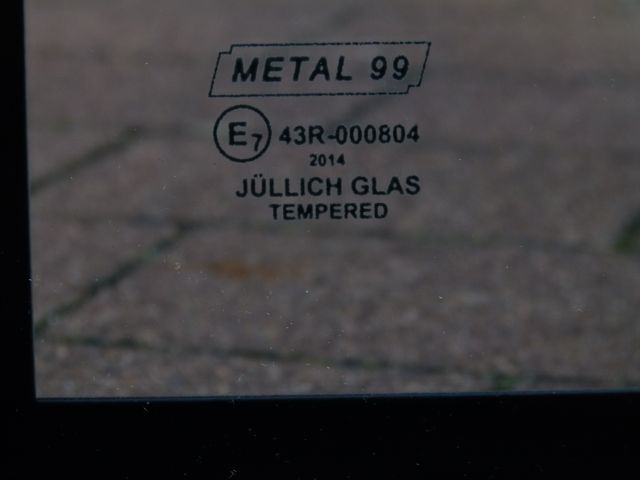 METAL 99
E7 43R-000804
2014
JÜLLICH GLAS
TEMPERED